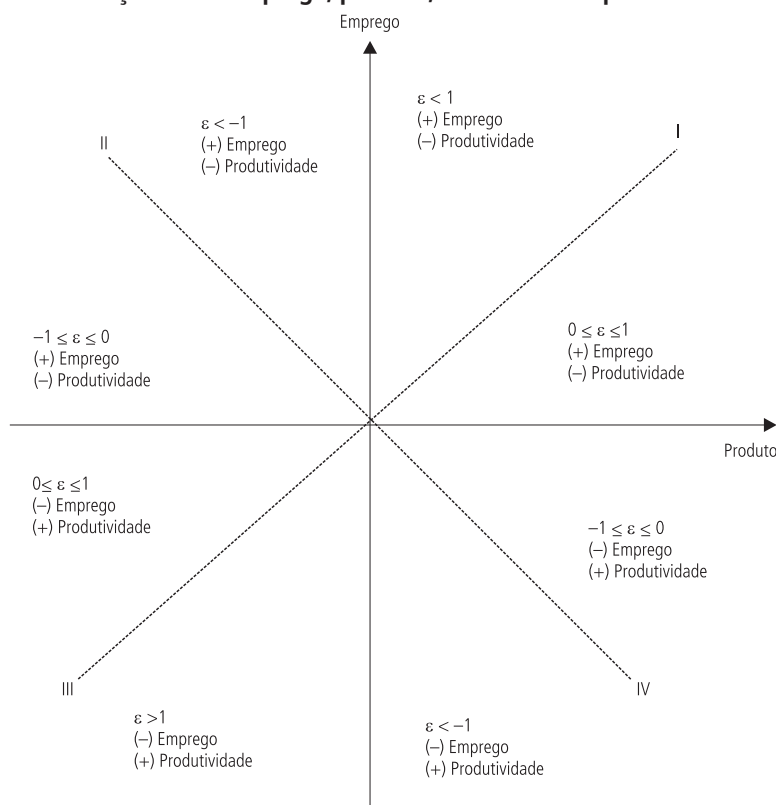 Emprego
ε < 1
(+) Emprego
(–) Produtividade
I
ε < –1
(+) Emprego
(–) Produtividade
II
–1 ≤ ε ≤ 0
(+) Emprego
(–) Produtividade
0 ≤ ε ≤1
(+) Emprego
(–) Produtividade
Produto
0≤ ε ≤1
(–) Emprego
(+) Produtividade
–1 ≤ ε ≤ 0
(–) Emprego
(+) Produtividade
III
IV
ε >1
(–) Emprego
(+) Produtividade
ε < –1
(–) Emprego
(+) Produtividade